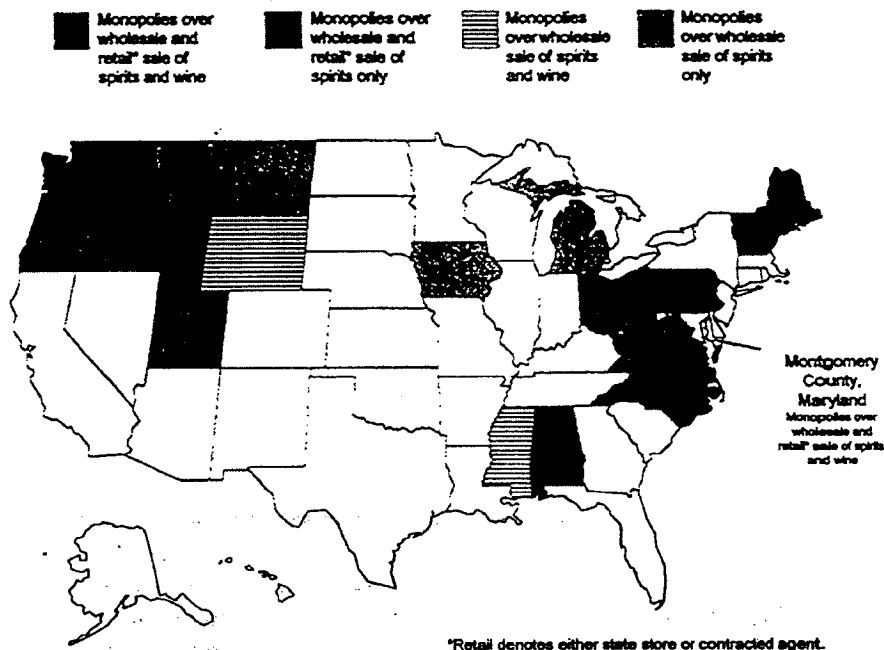 Monopolies over
wholesale and
retail* sale of
spirits and wine
Monopolies over
wholesale and
retail* sale of
spirits only
Monopolies
over wholesale
sale of spirits
and wine
Monopolies
over wholesale
sale of spirits
only
Montgomery
County,
Maryland
Monopolies over
wholesale and
retail* sale of spirits
and wine
*Retail denotes either state store or contracted agent.